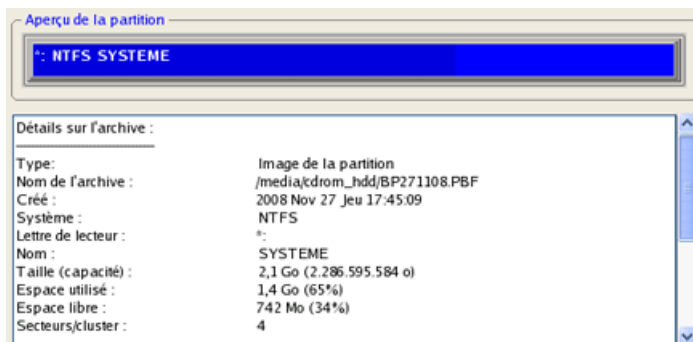 Aperçu de la partition
*: NTFS SYSTEME
Détails sur l'archive :
Type: Image de la partition
Nom de l'archive : /media/cdrom_hdd/BP271108.PBF
Créé : 2008 Nov 27 Jeu 17:45:09
Système : NTFS
Lettre de lecteur : *:
Nom : SYSTEME
Taille (capacité) : 2,1 Go (2.286.595.584 o)
Espace utilisé : 1,4 Go (65%)
Espace libre : 742 Mo (34%)
Secteurs/cluster : 4